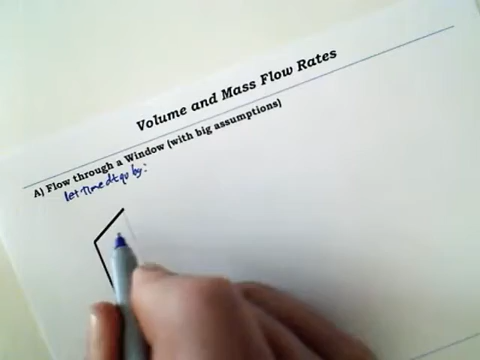 Volume and Mass Flow Rates
A) Flow through a Window (with big assumptions)
let Time dt go by: